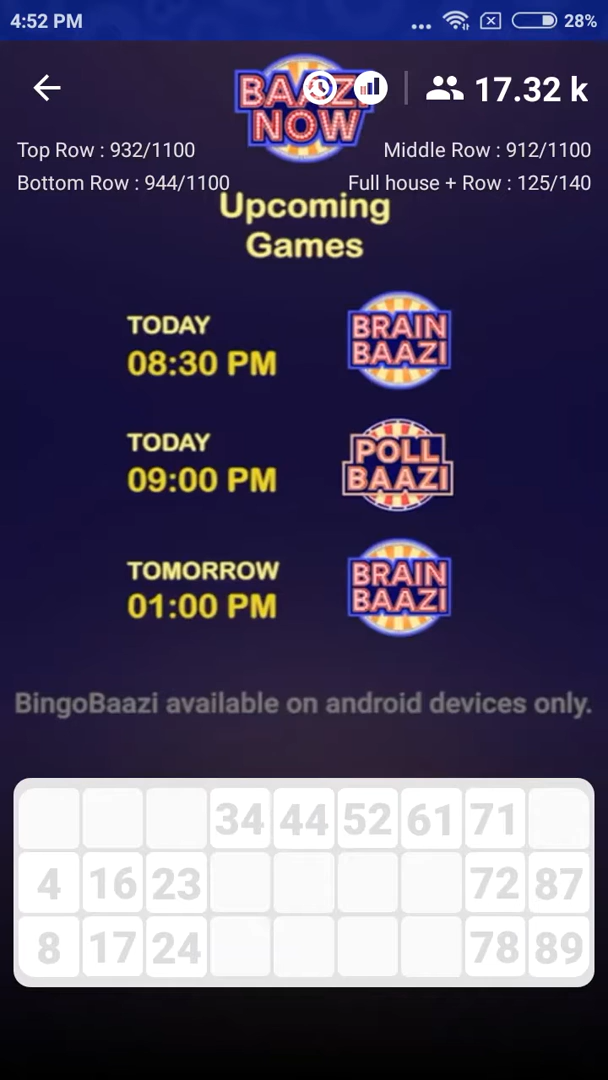 4:52 PM
28%
BAAZI
NOW
17.32 k
Top Row : 932/1100
Middle Row : 912/1100
Bottom Row : 944/1100
Full house + Row : 125/140
Upcoming
Games
TODAY
08:30 PM
BRAIN
BAAZI
TODAY
09:00 PM
POLL
BAAZI
TOMORROW
01:00 PM
BRAIN
BAAZI
BingoBaazi available on android devices only.
34 44 52 61 71
4 16 23 72 87
8 17 24 78 89